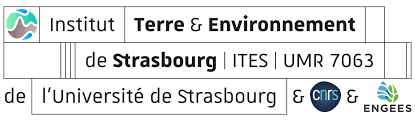 Institut Terre & Environnement
de Strasbourg | ITES | UMR 7063
de l'Université de Strasbourg & cnrs & ENGEES